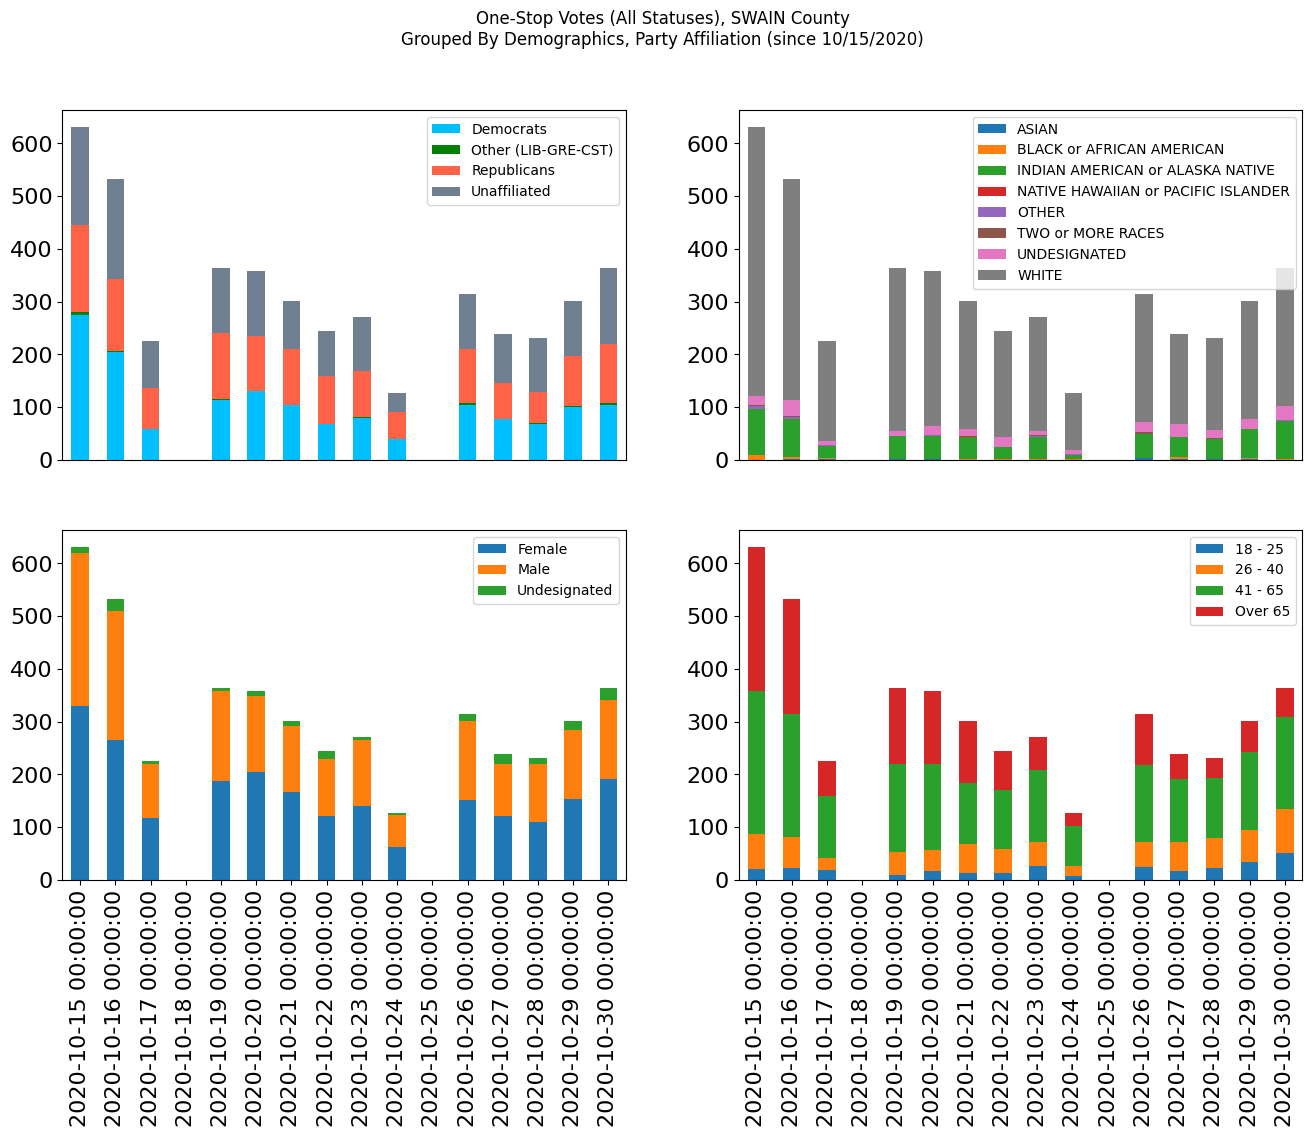 One-Stop Votes (All Statuses), SWAIN County
Grouped By Demographics, Party Affiliation (since 10/15/2020)
600
500
400
300
200
100
0
Democrats
Other (LIB-GRE-CST)
Republicans
Unaffiliated
600
500
400
300
200
100
0
ASIAN
BLACK or AFRICAN AMERICAN
INDIAN AMERICAN or ALASKA NATIVE
NATIVE HAWAIIAN or PACIFIC ISLANDER
OTHER
TWO or MORE RACES
UNDESIGNATED
WHITE
600
500
400
300
200
100
0
Female
Male
Undesignated
2020-10-15 00:00:00
2020-10-16 00:00:00
2020-10-17 00:00:00
2020-10-18 00:00:00
2020-10-19 00:00:00
2020-10-20 00:00:00
2020-10-21 00:00:00
2020-10-22 00:00:00
2020-10-23 00:00:00
2020-10-24 00:00:00
2020-10-25 00:00:00
2020-10-26 00:00:00
2020-10-27 00:00:00
2020-10-28 00:00:00
2020-10-29 00:00:00
2020-10-30 00:00:00
600
500
400
300
200
100
0
18 - 25
26 - 40
41 - 65
Over 65
2020-10-15 00:00:00
2020-10-16 00:00:00
2020-10-17 00:00:00
2020-10-18 00:00:00
2020-10-19 00:00:00
2020-10-20 00:00:00
2020-10-21 00:00:00
2020-10-22 00:00:00
2020-10-23 00:00:00
2020-10-24 00:00:00
2020-10-25 00:00:00
2020-10-26 00:00:00
2020-10-27 00:00:00
2020-10-28 00:00:00
2020-10-29 00:00:00
2020-10-30 00:00:00